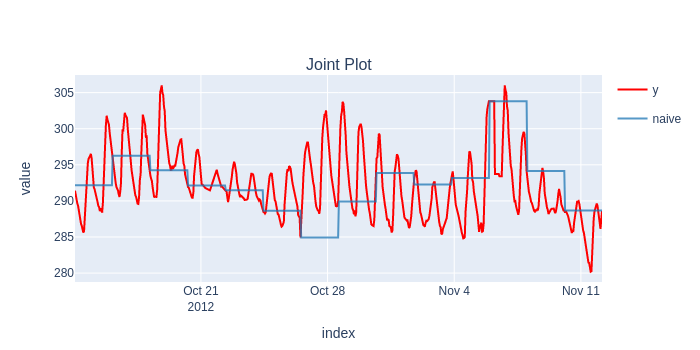 Joint Plot
value
305
300
295
290
285
280
Oct 21
2012
Oct 28
Nov 4
Nov 11
index
y
naive